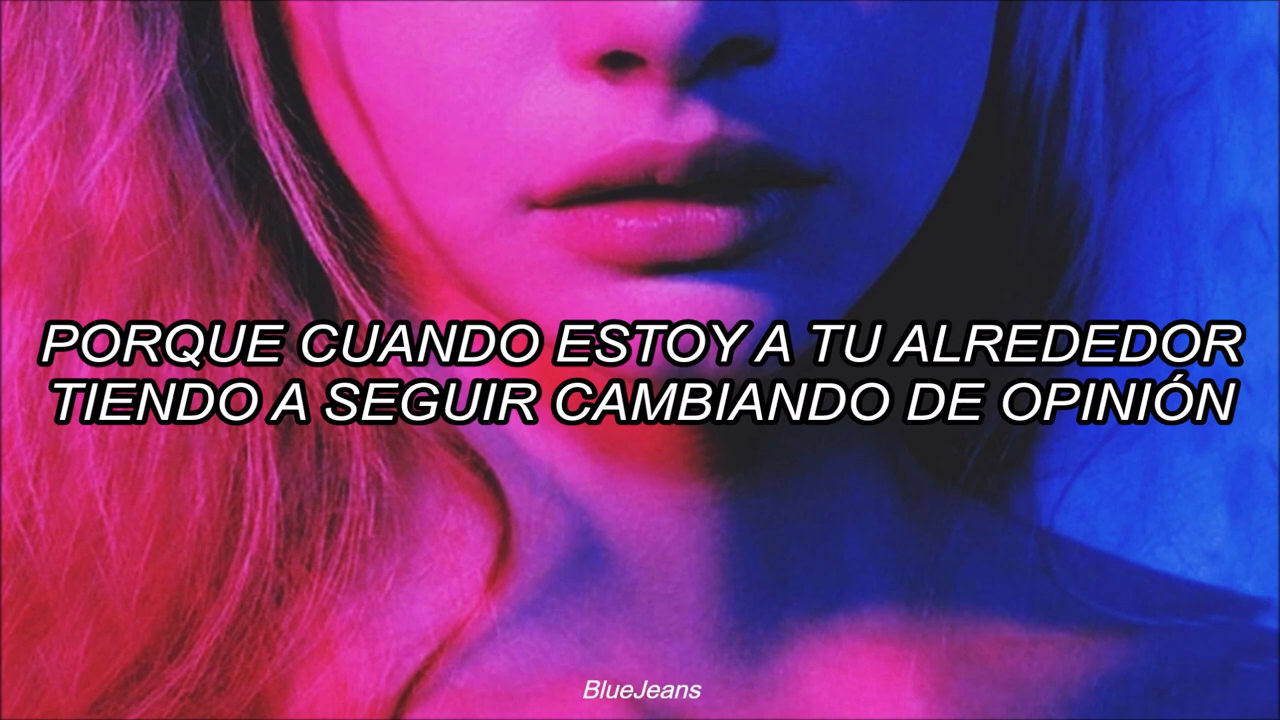 PORQUE CUANDO ESTOY A TU ALREDEDOR
TIENDO A SEGUIR CAMBIANDO DE OPINIÓN
BlueJeans